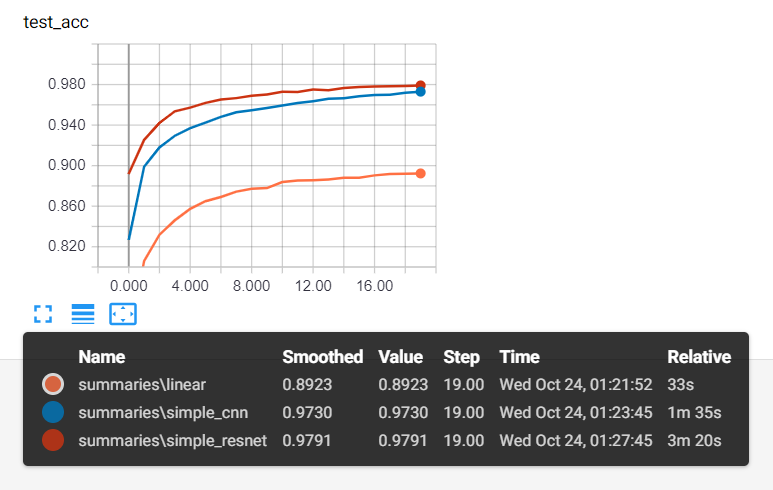 test_acc
0.980
0.940
0.900
0.860
0.820
0.000 4.000 8.000 12.00 16.00
Name Smoothed Value Step Time Relative
summaries\linear 0.8923 0.8923 19.00 Wed Oct 24, 01:21:52 33s
summaries\simple_cnn 0.9730 0.9730 19.00 Wed Oct 24, 01:23:45 1m 35s
summaries\simple_resnet 0.9791 0.9791 19.00 Wed Oct 24, 01:27:45 3m 20s